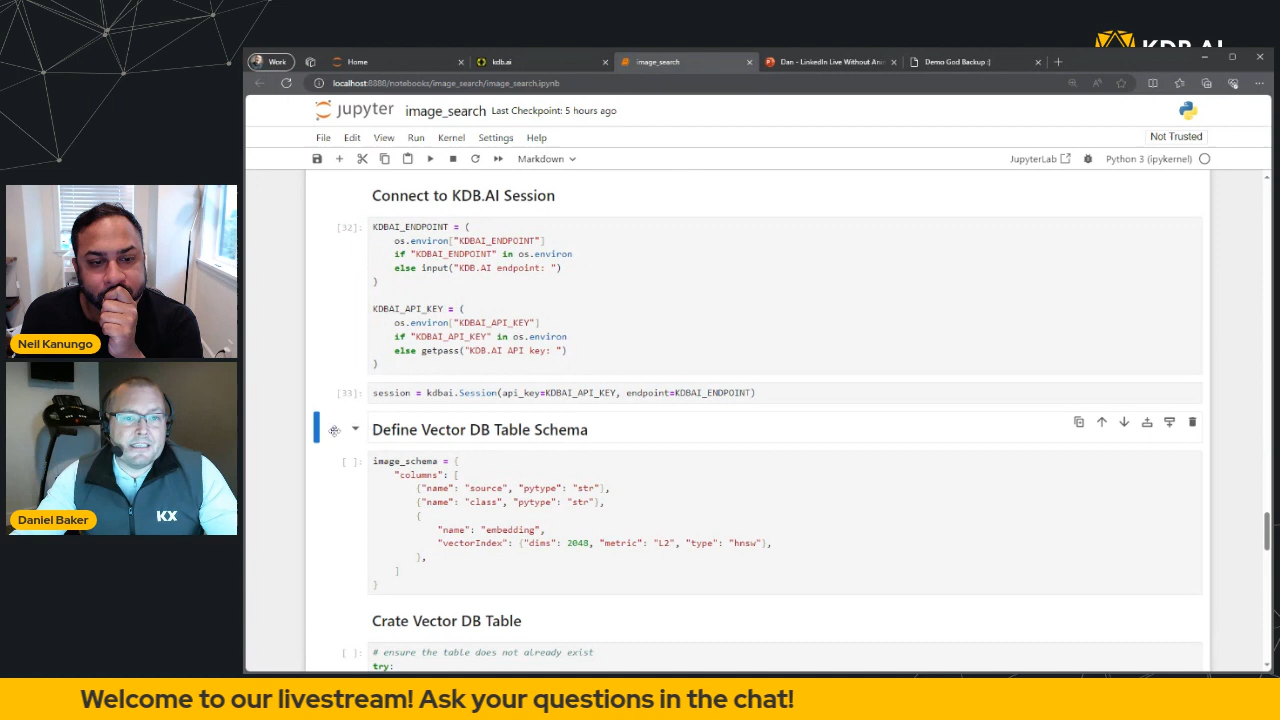 KDB.AI
Work
Home
kdb.ai
image_search
Dan - LinkedIn Live Without Ani
Demo God Backup :)
localhost:8888/notebooks/image_search/image_search.ipynb
jupyter image_search Last Checkpoint: 5 hours ago
File Edit View Run Kernel Settings Help
Not Trusted
Markdown
JupyterLab
Python 3 (ipykernel)
Connect to KDB.AI Session
[32]:
KDBAI_ENDPOINT = (
os.environ["KDBAI_ENDPOINT"]
if "KDBAI_ENDPOINT" in os.environ
else input("KDB.AI endpoint: ")
)
KDBAI_API_KEY = (
os.environ["KDBAI_API_KEY"]
if "KDBAI_API_KEY" in os.environ
else getpass("KDB.AI API key: ")
)
[33]: session = kdbai.Session(api_key=KDBAI_API_KEY, endpoint=KDBAI_ENDPOINT)
Define Vector DB Table Schema
[ ]: image_schema = {
"columns": [
{"name": "source", "pytype": "str"},
{"name": "class", "pytype": "str"},
{
"name": "embedding",
"vectorIndex": {"dims": 2048, "metric": "L2", "type": "hnsw"},
},
]
}
Crate Vector DB Table
[ ]: # ensure the table does not already exist
try:
Neil Kanungo
KX
Daniel Baker
Welcome to our livestream! Ask your questions in the chat!